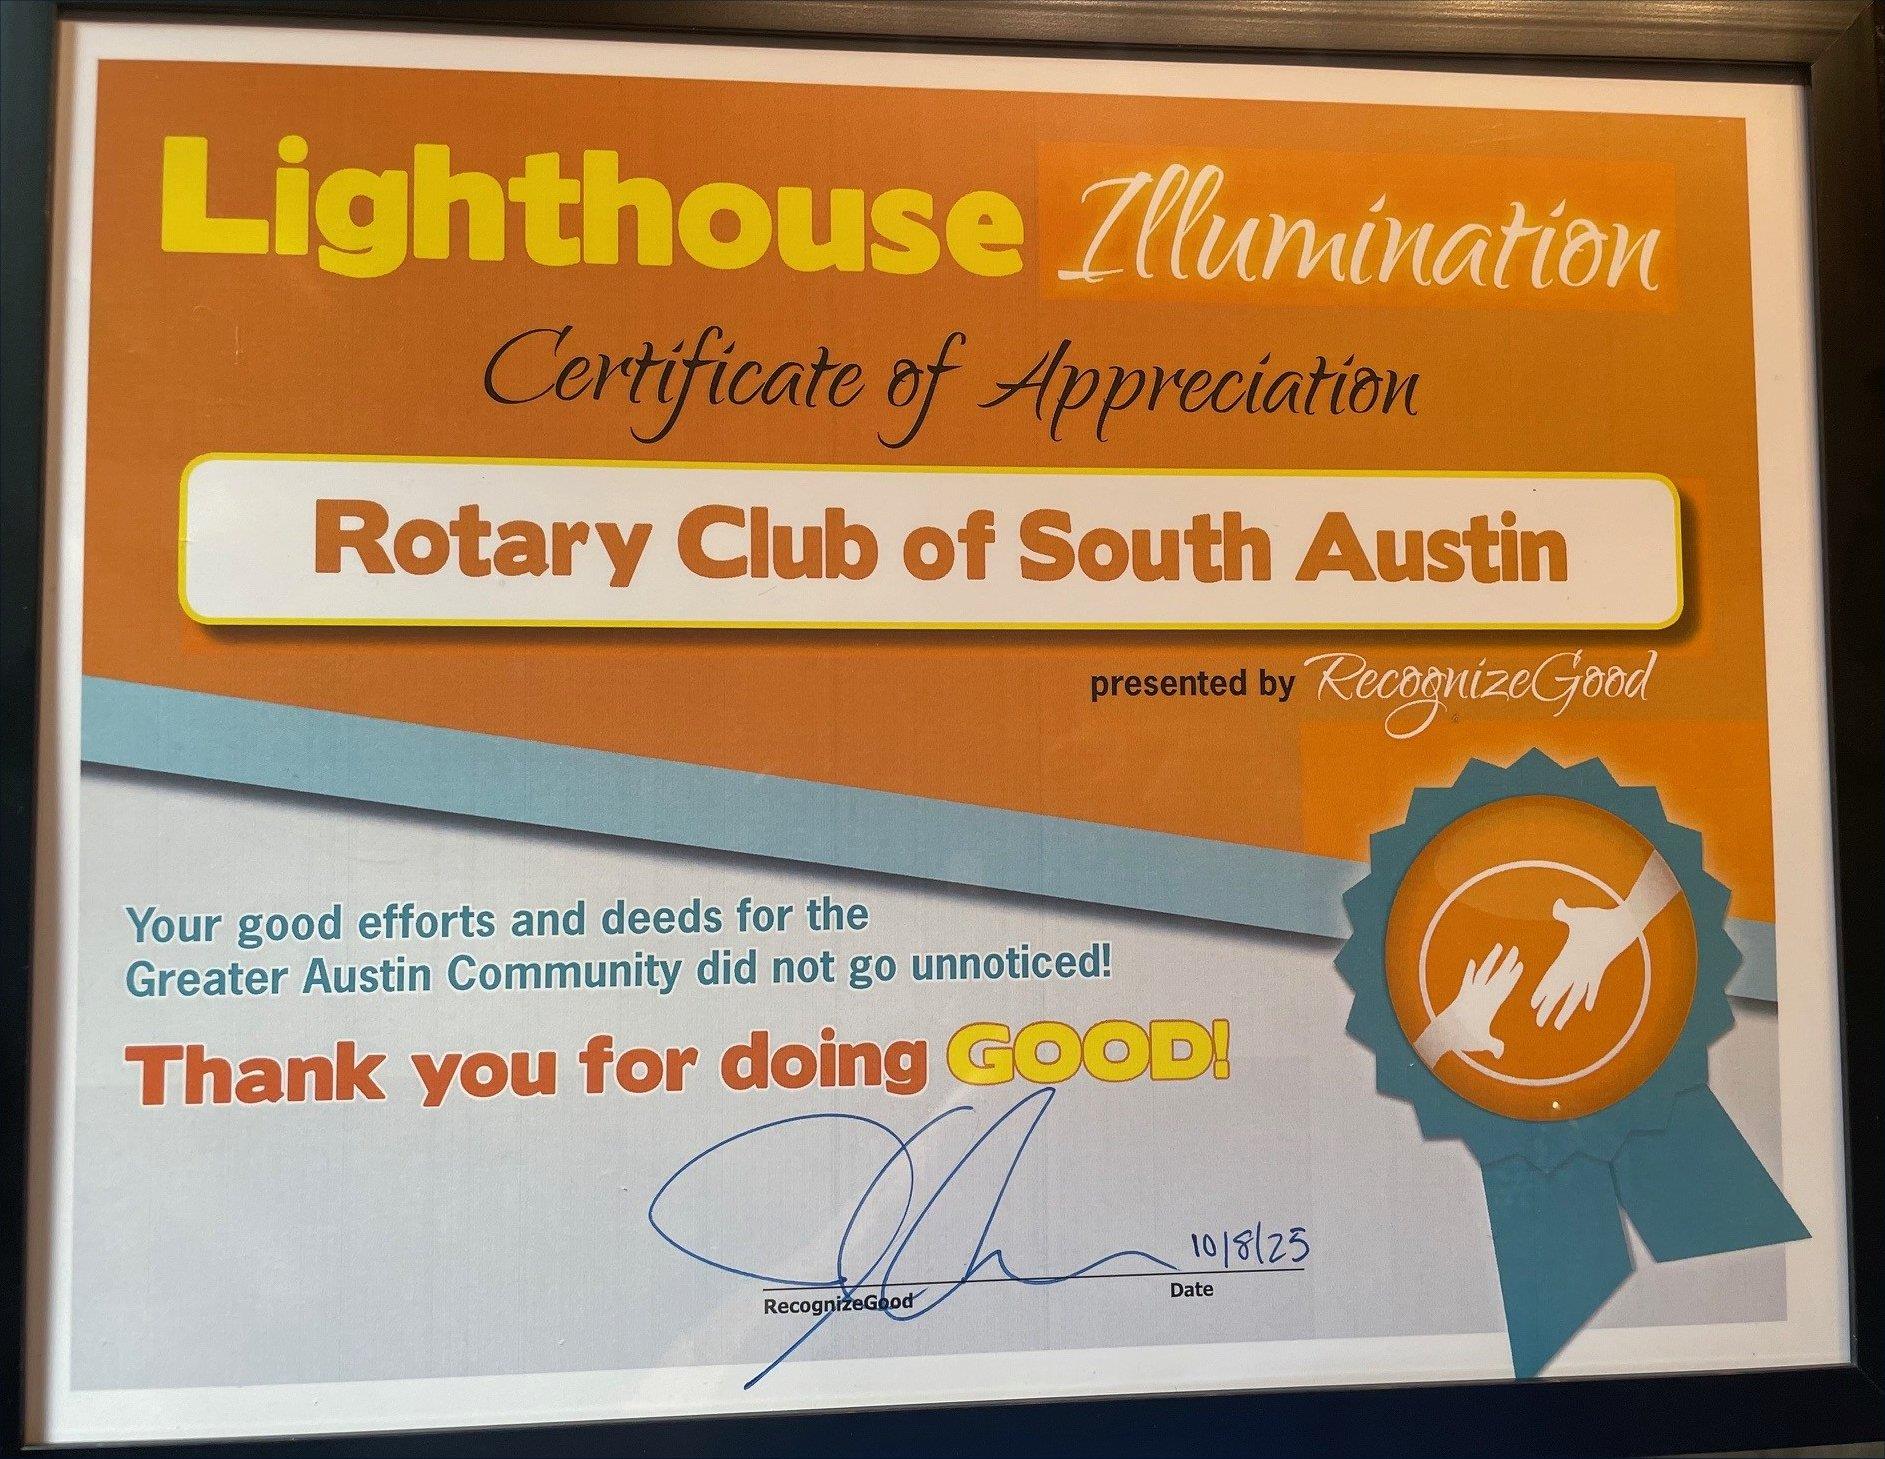 Lighthouse Illumination
Certificate of Appreciation
Rotary Club of South Austin
presented by RecognizeGood
Your good efforts and deeds for the
Greater Austin Community did not go unnoticed!
Thank you for doing GOOD!
10/8/25
RecognizeGood Date